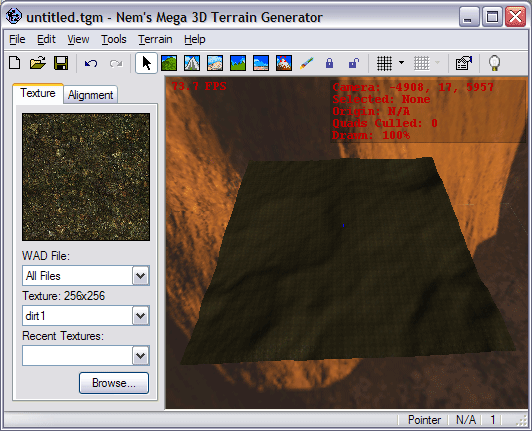 untitled.tgm - Nem's Mega 3D Terrain Generator
File Edit View Tools Terrain Help
Texture Alignment
FPS
Camera: -4908, 17, 5957
Selected: None
Origin: N/A
Quads Culled: 0
Drawn: 100%
WAD File:
All Files
Texture: 256x256
dirt1
Recent Textures:
Browse...
Pointer N/A 1